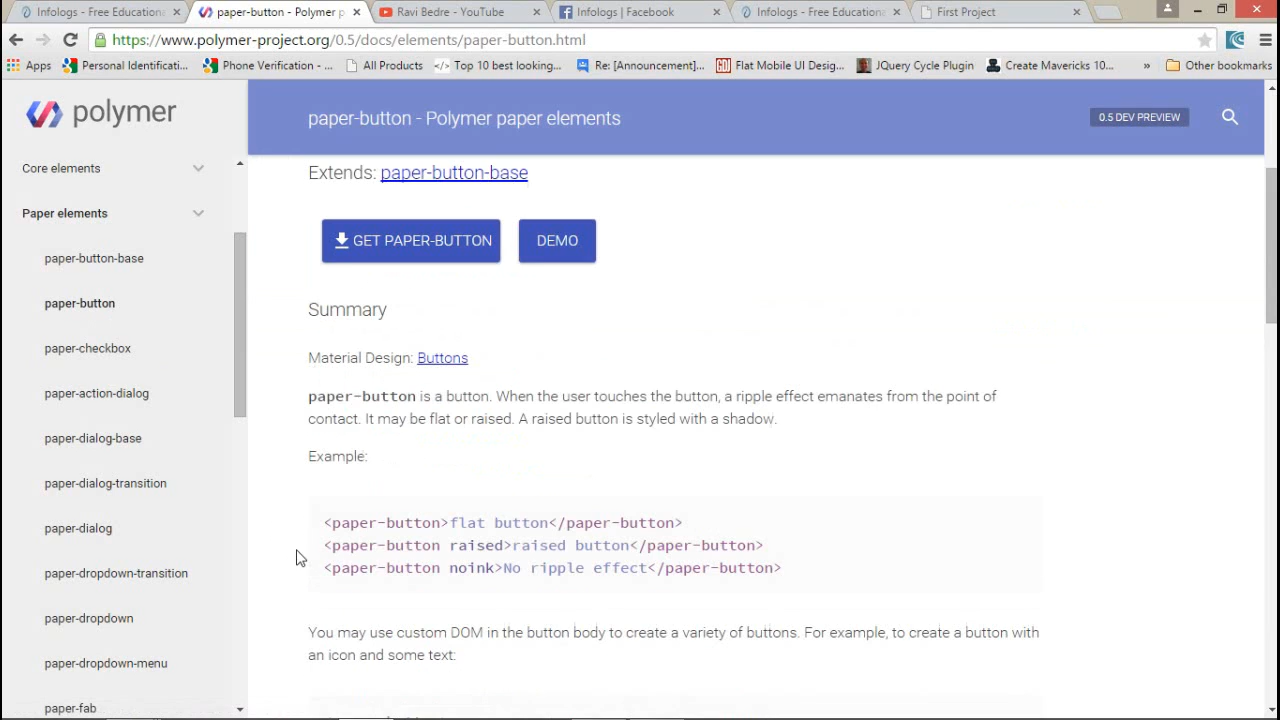 Infologs - Free Educationa
paper-button - Polymer p
Ravi Bedre - YouTube
Infologs | Facebook
Infologs - Free Educationa
First Project
https://www.polymer-project.org/0.5/docs/elements/paper-button.html
Apps
Personal Identificati...
Phone Verification - ...
All Products
Top 10 best looking...
Re: [Announcement]...
Flat Mobile UI Desig...
JQuery Cycle Plugin
Create Mavericks 10...
»
Other bookmarks
polymer
paper-button - Polymer paper elements
0.5 DEV PREVIEW
Core elements
Paper elements
paper-button-base
paper-button
paper-checkbox
paper-action-dialog
paper-dialog-base
paper-dialog-transition
paper-dialog
paper-dropdown-transition
paper-dropdown
paper-dropdown-menu
paper-fab
Extends: paper-button-base
GET PAPER-BUTTON
DEMO
Summary
Material Design: Buttons
paper-button is a button. When the user touches the button, a ripple effect emanates from the point of
contact. It may be flat or raised. A raised button is styled with a shadow.
Example:
<paper-button>flat button</paper-button>
<paper-button raised>raised button</paper-button>
<paper-button noink>No ripple effect</paper-button>
You may use custom DOM in the button body to create a variety of buttons. For example, to create a button with
an icon and some text: